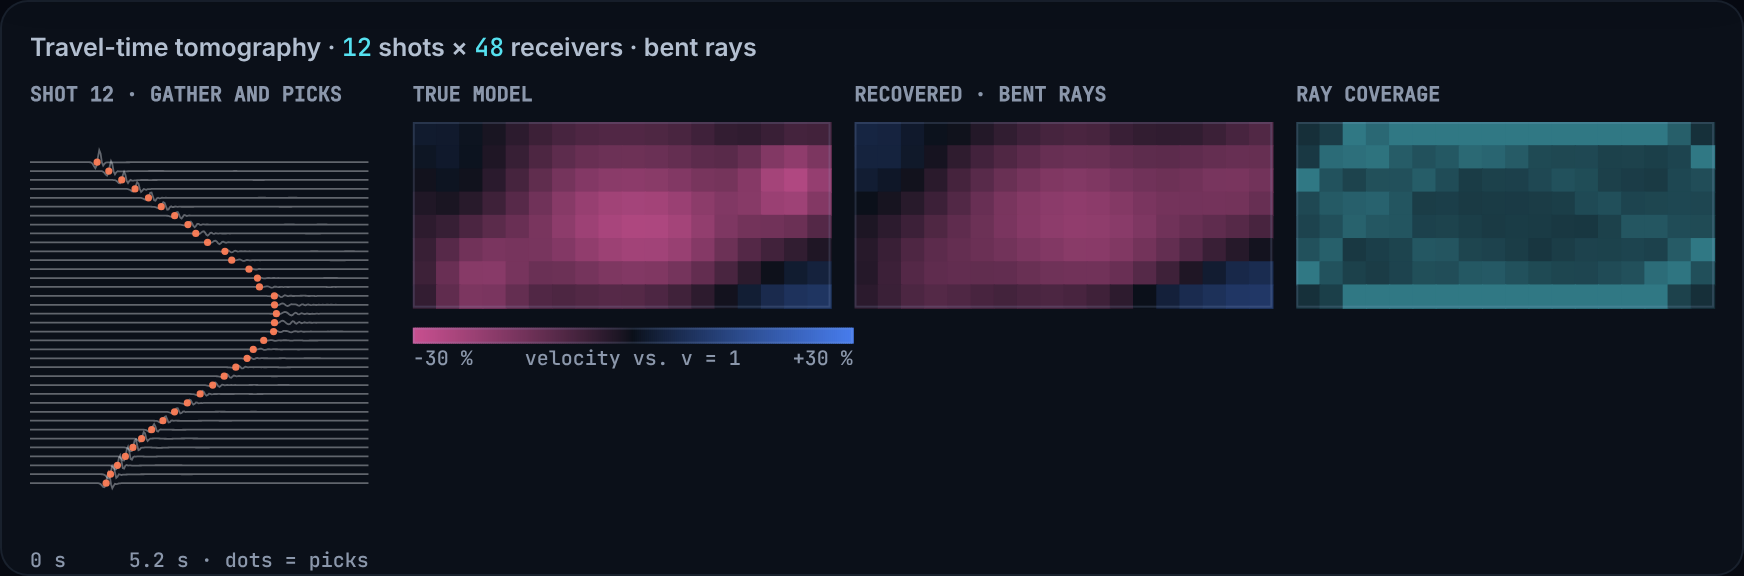 Travel-time tomography · 12 shots × 48 receivers · bent rays
SHOT 12 · GATHER AND PICKS
TRUE MODEL
RECOVERED · BENT RAYS
RAY COVERAGE
-30 %
velocity vs. v = 1
+30 %
0 s
5.2 s · dots = picks